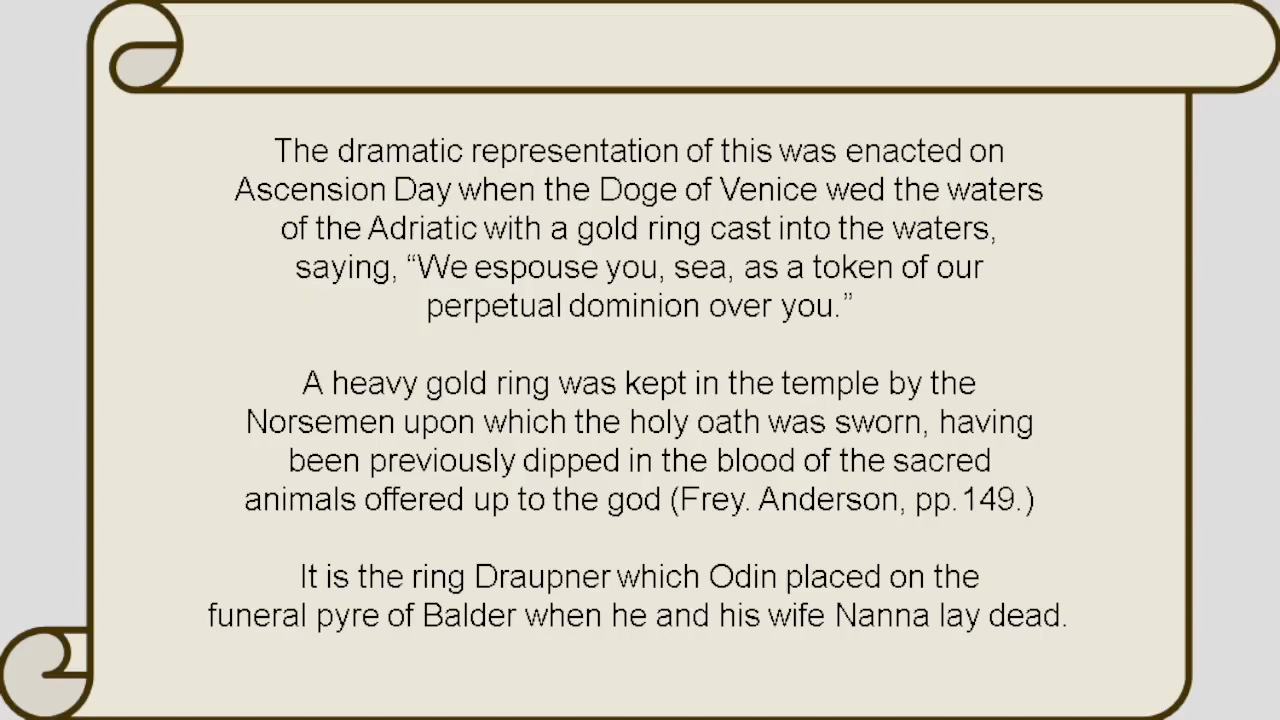 The dramatic representation of this was enacted on
Ascension Day when the Doge of Venice wed the waters
of the Adriatic with a gold ring cast into the waters,
saying, “We espouse you, sea, as a token of our
perpetual dominion over you.”
A heavy gold ring was kept in the temple by the
Norsemen upon which the holy oath was sworn, having
been previously dipped in the blood of the sacred
animals offered up to the god (Frey. Anderson, pp.149.)
It is the ring Draupner which Odin placed on the
funeral pyre of Balder when he and his wife Nanna lay dead.